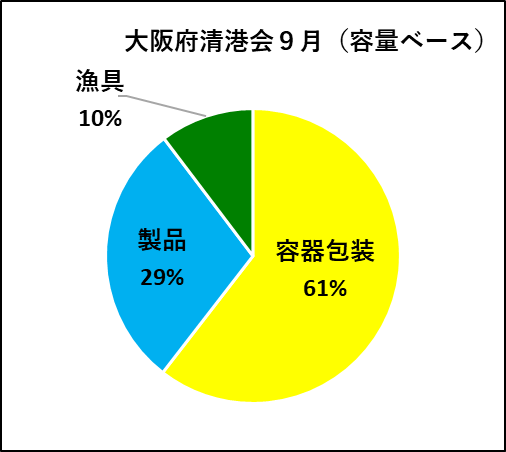 大阪府清港会９月（容量ベース）
漁具
10%
製品
29%
容器包装
61%